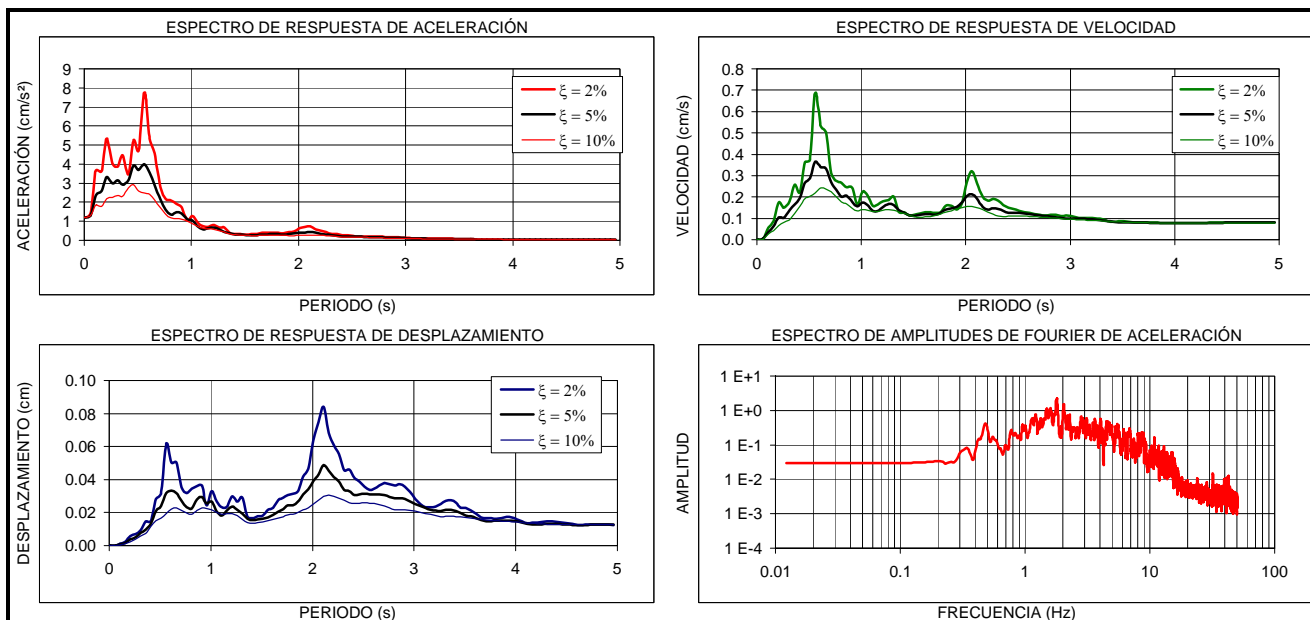 ESPECTRO DE RESPUESTA DE ACELERACIÓN
ACELERACIÓN (cm/s²)
9
8
7
6
5
4
3
2
1
0
0 1 2 3 4 5
PERIODO (s)
ξ = 2%
ξ = 5%
ξ = 10%
ESPECTRO DE RESPUESTA DE VELOCIDAD
VELOCIDAD (cm/s)
0.8
0.7
0.6
0.5
0.4
0.3
0.2
0.1
0.0
0 1 2 3 4 5
PERIODO (s)
ξ = 2%
ξ = 5%
ξ = 10%
ESPECTRO DE RESPUESTA DE DESPLAZAMIENTO
DESPLAZAMIENTO (cm)
0.10
0.08
0.06
0.04
0.02
0.00
0 1 2 3 4 5
PERIODO (s)
ξ = 2%
ξ = 5%
ξ = 10%
ESPECTRO DE AMPLITUDES DE FOURIER DE ACELERACIÓN
AMPLITUD
1 E+1
1 E+0
1 E-1
1 E-2
1 E-3
1 E-4
0.01 0.1 1 10 100
FRECUENCIA (Hz)